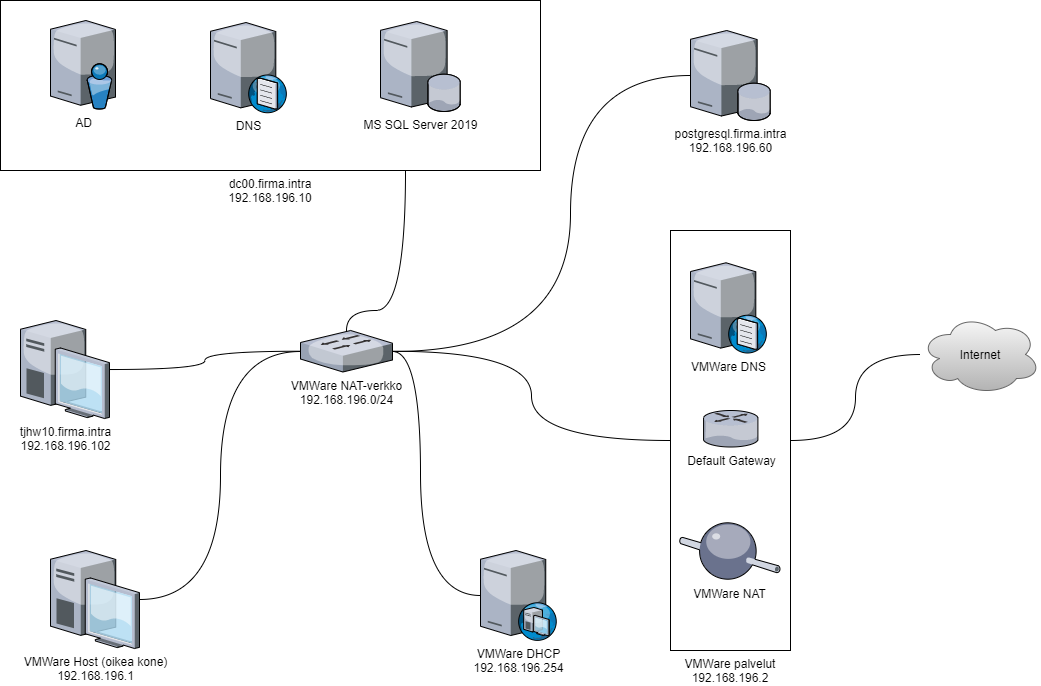 AD
DNS
MS SQL Server 2019
dc00.firma.intra
192.168.196.10
postgresql.firma.intra
192.168.196.60
VMWare NAT-verkko
192.168.196.0/24
tjhw10.firma.intra
192.168.196.102
VMWare DNS
Default Gateway
VMWare NAT
VMWare palvelut
192.168.196.2
Internet
VMWare Host (oikea kone)
192.168.196.1
VMWare DHCP
192.168.196.254